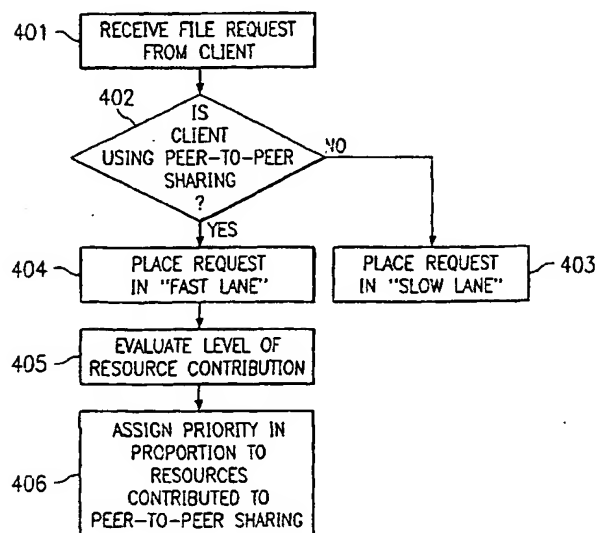 401
RECEIVE FILE REQUEST
FROM CLIENT
402
IS
CLIENT
USING PEER-TO-PEER
SHARING
?
NO
YES
404
PLACE REQUEST
IN "FAST LANE"
PLACE REQUEST
IN "SLOW LANE"
403
405
EVALUATE LEVEL OF
RESOURCE CONTRIBUTION
406
ASSIGN PRIORITY IN
PROPORTION TO
RESOURCES
CONTRIBUTED TO
PEER-TO-PEER SHARING